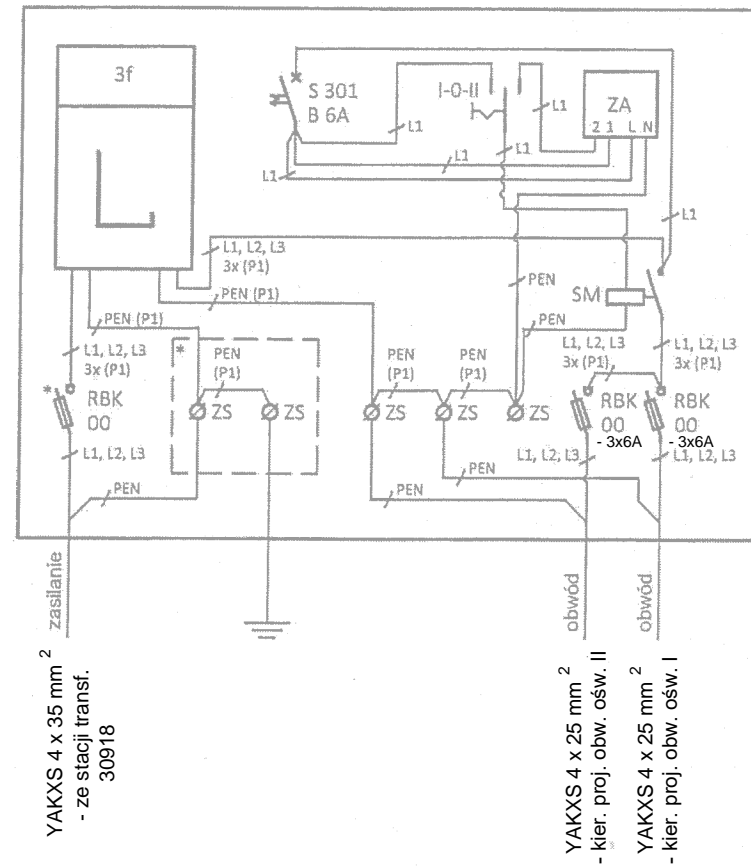 3f
S 301
B 6A
I-0-II
ZA
2 1 L N
L1
L1
L1
L1
L1
L1
L1, L2, L3
3x (P1)
PEN (P1)
PEN (P1)
PEN
SM
PEN
L1, L2, L3
3x (P1)
*
RBK
00
L1, L2, L3
*
PEN
(P1)
ZS
ZS
PEN
(P1)
PEN
(P1)
ZS
ZS
ZS
L1, L2, L3
3x (P1)
L1, L2, L3
3x (P1)
RBK
00
- 3x6A
RBK
00
- 3x6A
L1, L2, L3
L1, L2, L3
PEN
PEN
PEN
zasilanie
obwód
obwód
YAKXS 4 x 35 mm 2
- ze stacji transf.
30918
YAKXS 4 x 25 mm 2
- kier. proj. obw. ośw. II
YAKXS 4 x 25 mm 2
- kier. proj. obw. ośw. I